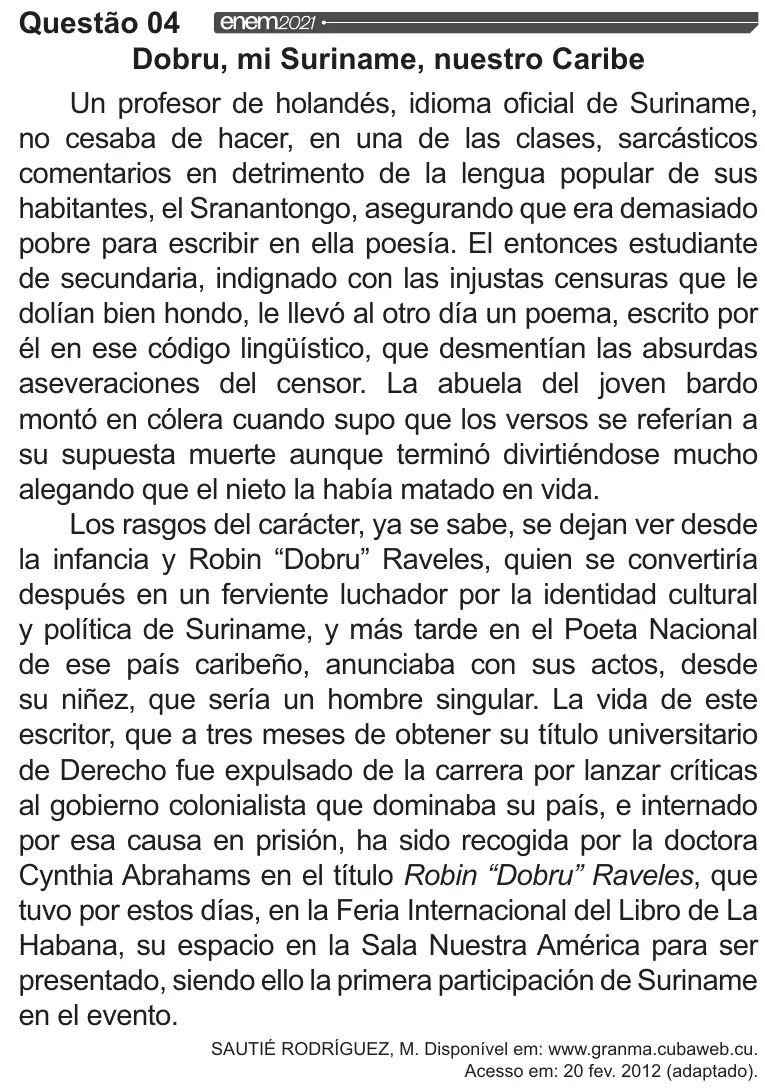 Questão 04 enem2021
Dobru, mi Suriname, nuestro Caribe
Un profesor de holandés, idioma oficial de Suriname,
no cesaba de hacer, en una de las clases, sarcásticos
comentarios en detrimento de la lengua popular de sus
habitantes, el Sranantongo, asegurando que era demasiado
pobre para escribir en ella poesía. El entonces estudiante
de secundaria, indignado con las injustas censuras que le
dolían bien hondo, le llevó al otro día un poema, escrito por
él en ese código lingüístico, que desmentían las absurdas
aseveraciones del censor. La abuela del joven bardo
montó en cólera cuando supo que los versos se referían a
su supuesta muerte aunque terminó divirtiéndose mucho
alegando que el nieto la había matado en vida.
Los rasgos del carácter, ya se sabe, se dejan ver desde
la infancia y Robin “Dobru” Raveles, quien se convertiría
después en un ferviente luchador por la identidad cultural
y política de Suriname, y más tarde en el Poeta Nacional
de ese país caribeño, anunciaba con sus actos, desde
su niñez, que sería un hombre singular. La vida de este
escritor, que a tres meses de obtener su título universitario
de Derecho fue expulsado de la carrera por lanzar críticas
al gobierno colonialista que dominaba su país, e internado
por esa causa en prisión, ha sido recogida por la doctora
Cynthia Abrahams en el título Robin “Dobru” Raveles, que
tuvo por estos días, en la Feria Internacional del Libro de La
Habana, su espacio en la Sala Nuestra América para ser
presentado, siendo ello la primera participación de Suriname
en el evento.
SAUTIÉ RODRÍGUEZ, M. Disponível em: www.granma.cubaweb.cu.
Acesso em: 20 fev. 2012 (adaptado).